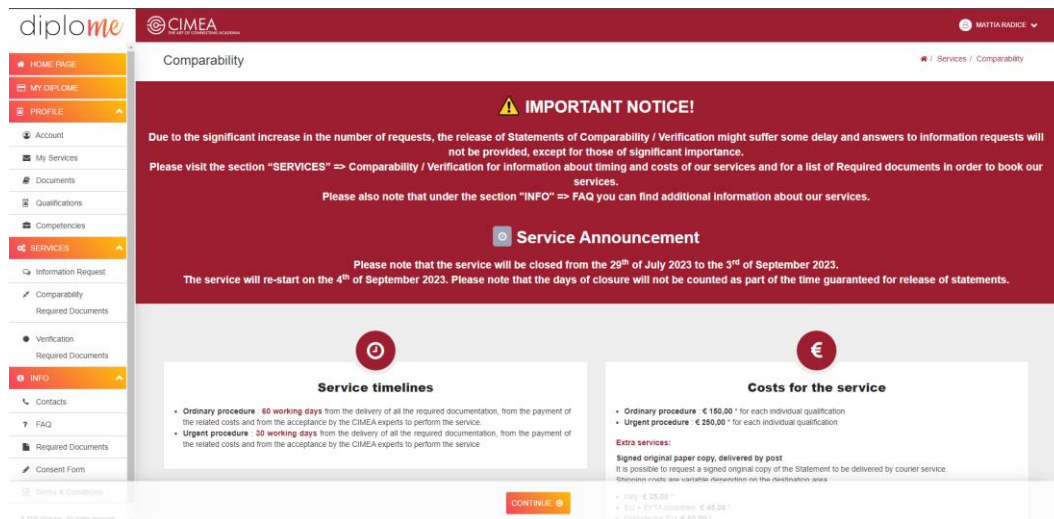 diplome
CIMEA
MATTIA RADICE
HOME PAGE
MY DIPLOME
PROFILE
Account
My Services
Documents
Qualifications
Competencies
SERVICES
Information Request
Comparability
Required Documents
Verification
Required Documents
INFO
Contacts
FAQ
Required Documents
Consent Form
Terms & Conditions
Comparability
/ Services / Comparability
IMPORTANT NOTICE!
Due to the significant increase in the number of requests, the release of Statements of Comparability / Verification might suffer some delay and answers to information requests will
not be provided, except for those of significant importance.
Please visit the section “SERVICES” => Comparability / Verification for information about timing and costs of our services and for a list of Required documents in order to book our
services.
Please also note that under the section "INFO" => FAQ you can find additional information about our services.
Service Announcement
Please note that the service will be closed from the 29th of July 2023 to the 3rd of September 2023.
The service will re-start on the 4th of September 2023. Please note that the days of closure will not be counted as part of the time guaranteed for release of statements.
Service timelines
• Ordinary procedure : 60 working days from the delivery of all the required documentation, from the payment of
the related costs and from the acceptance by the CIMEA experts to perform the service.
• Urgent procedure : 30 working days from the delivery of all the required documentation, from the payment of
the related costs and from the acceptance by the CIMEA experts to perform the service
€
Costs for the service
• Ordinary procedure : € 150,00 * for each individual qualification
• Urgent procedure : € 250,00 * for each individual qualification
Extra services:
Signed original paper copy, delivered by post
It is possible to request a signed original copy of the Statement to be delivered by courier service.
Shipping costs are variable depending on the destination area
• Italy: € 25,00 *
• EU + EFTA countries: € 45,00 *
CONTINUE